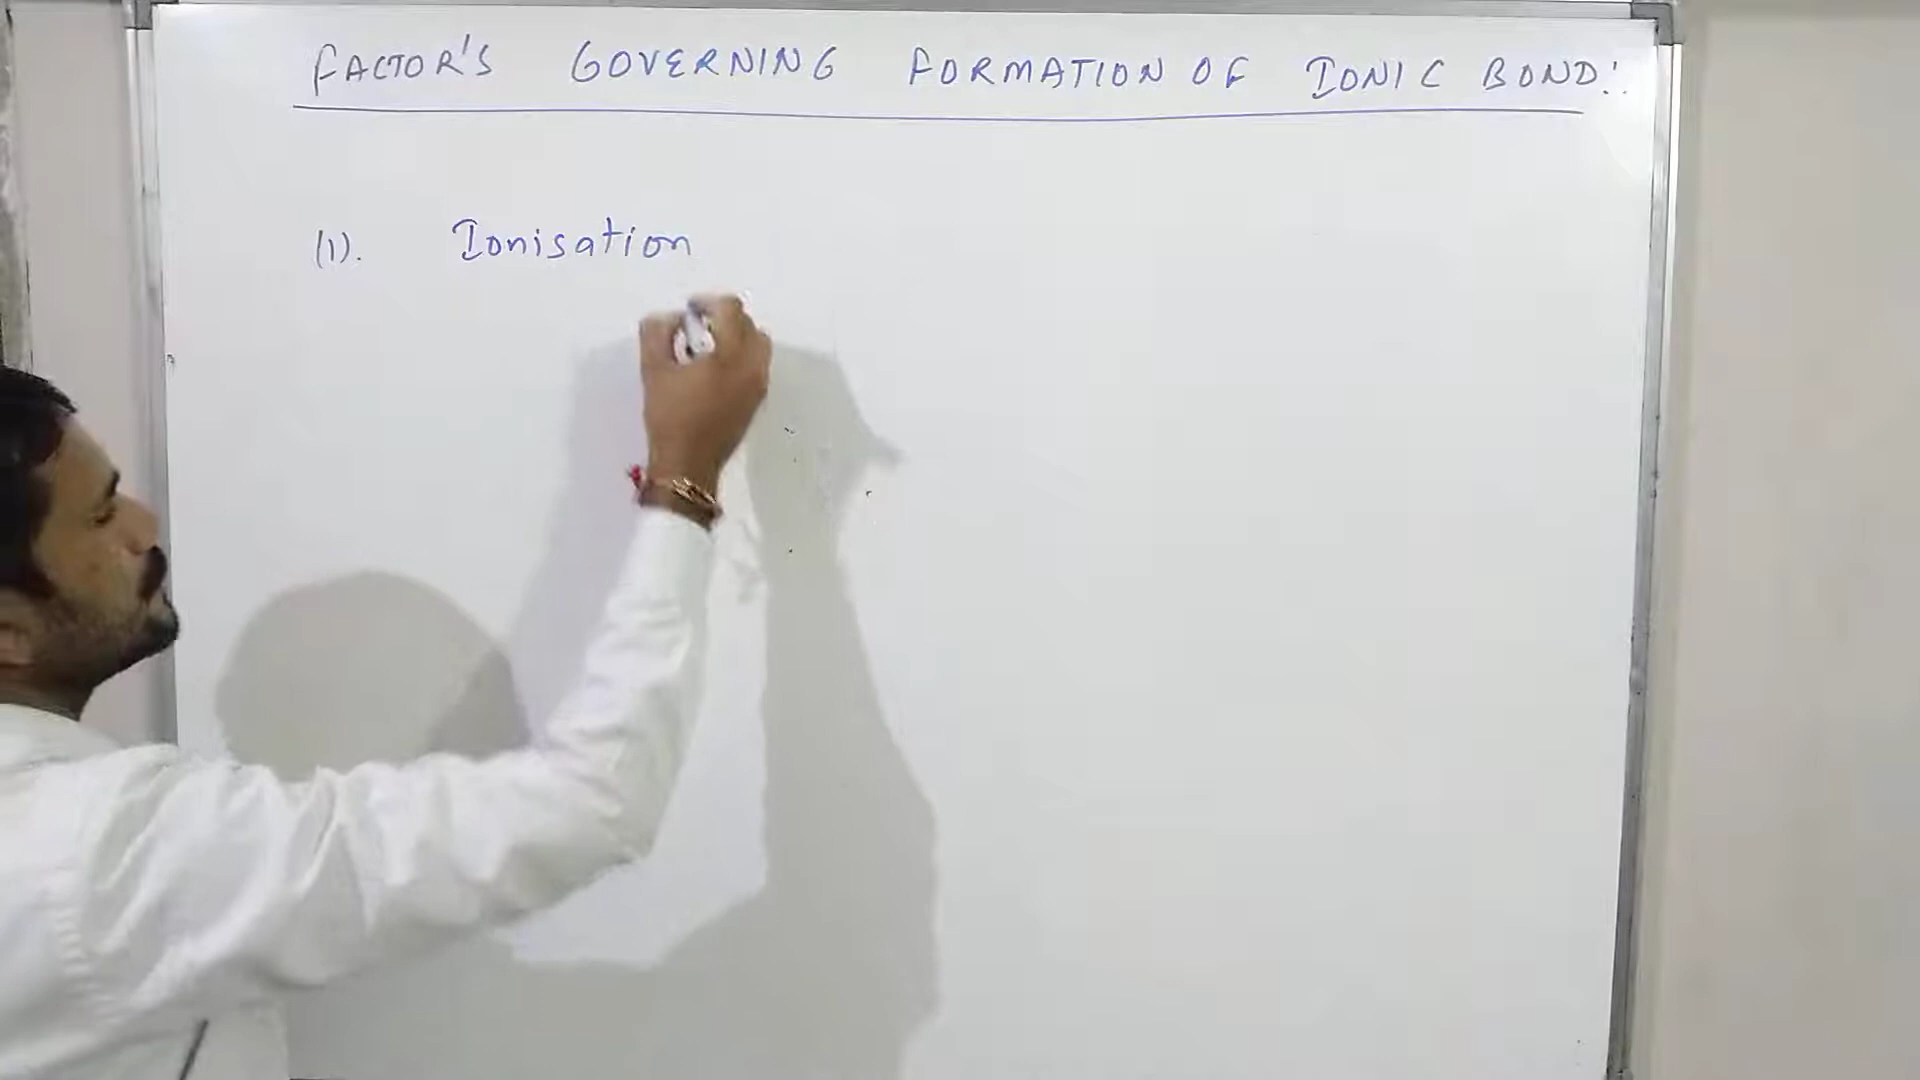 FACTOR'S GOVERNING FORMATION OF IONIC BOND:
(1). Ionisation